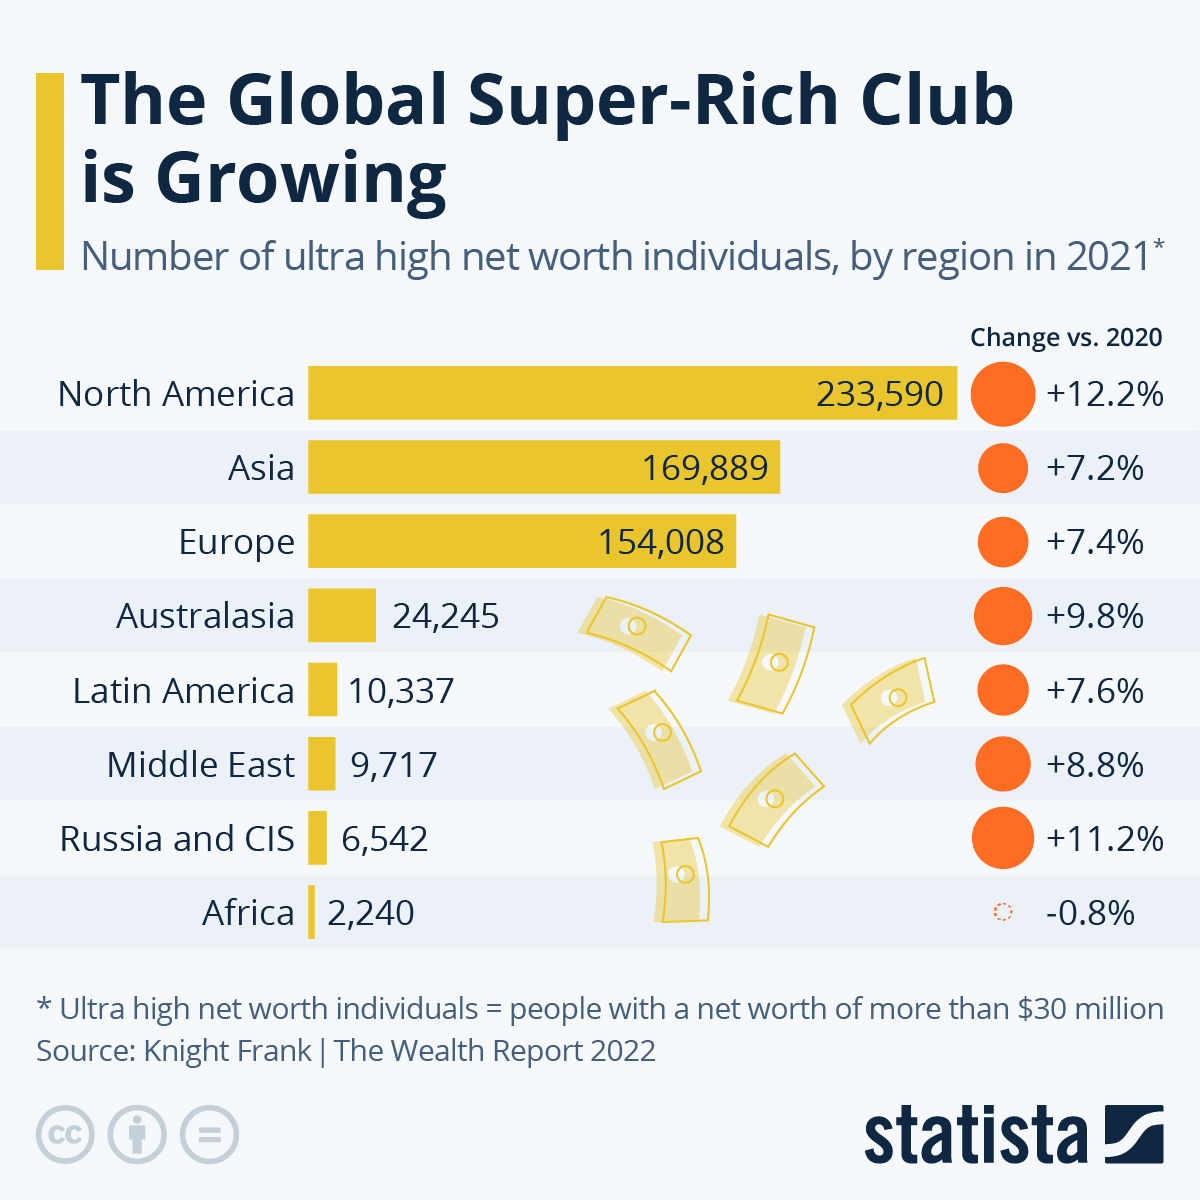 The Global Super-Rich Club
is Growing
Number of ultra high net worth individuals, by region in 2021*
Change vs. 2020
North America 233,590 +12.2%
Asia 169,889 +7.2%
Europe 154,008 +7.4%
Australasia 24,245 +9.8%
Latin America 10,337 +7.6%
Middle East 9,717 +8.8%
Russia and CIS 6,542 +11.2%
Africa 2,240 -0.8%
* Ultra high net worth individuals = people with a net worth of more than $30 million
Source: Knight Frank | The Wealth Report 2022
cc = statista